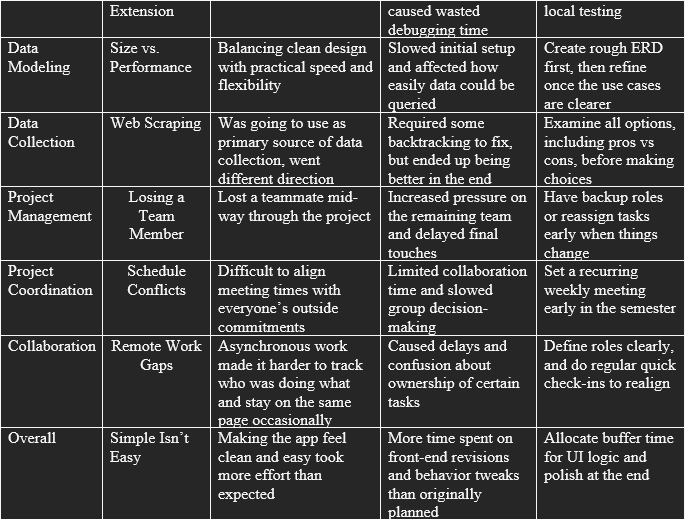 Extension
caused wasted
debugging time
local testing
Data
Modeling
Size vs.
Performance
Balancing clean design
with practical speed and
flexibility
Slowed initial setup
and affected how
easily data could be
queried
Create rough ERD
first, then refine
once the use cases
are clearer
Data
Collection
Web Scraping
Was going to use as
primary source of data
collection, went
different direction
Required some
backtracking to fix,
but ended up being
better in the end
Examine all options,
including pros vs
cons, before making
choices
Project
Management
Losing a
Team
Member
Lost a teammate mid-
way through the project
Increased pressure on
the remaining team
and delayed final
touches
Have backup roles
or reassign tasks
early when things
change
Project
Coordination
Schedule
Conflicts
Difficult to align
meeting times with
everyone’s outside
commitments
Limited collaboration
time and slowed
group decision-
making
Set a recurring
weekly meeting
early in the semester
Collaboration
Remote Work
Gaps
Asynchronous work
made it harder to track
who was doing what
and stay on the same
page occasionally
Caused delays and
confusion about
ownership of certain
tasks
Define roles clearly,
and do regular quick
check-ins to realign
Overall
Simple Isn’t
Easy
Making the app feel
clean and easy took
more effort than
expected
More time spent on
front-end revisions
and behavior tweaks
than originally
planned
Allocate buffer time
for UI logic and
polish at the end